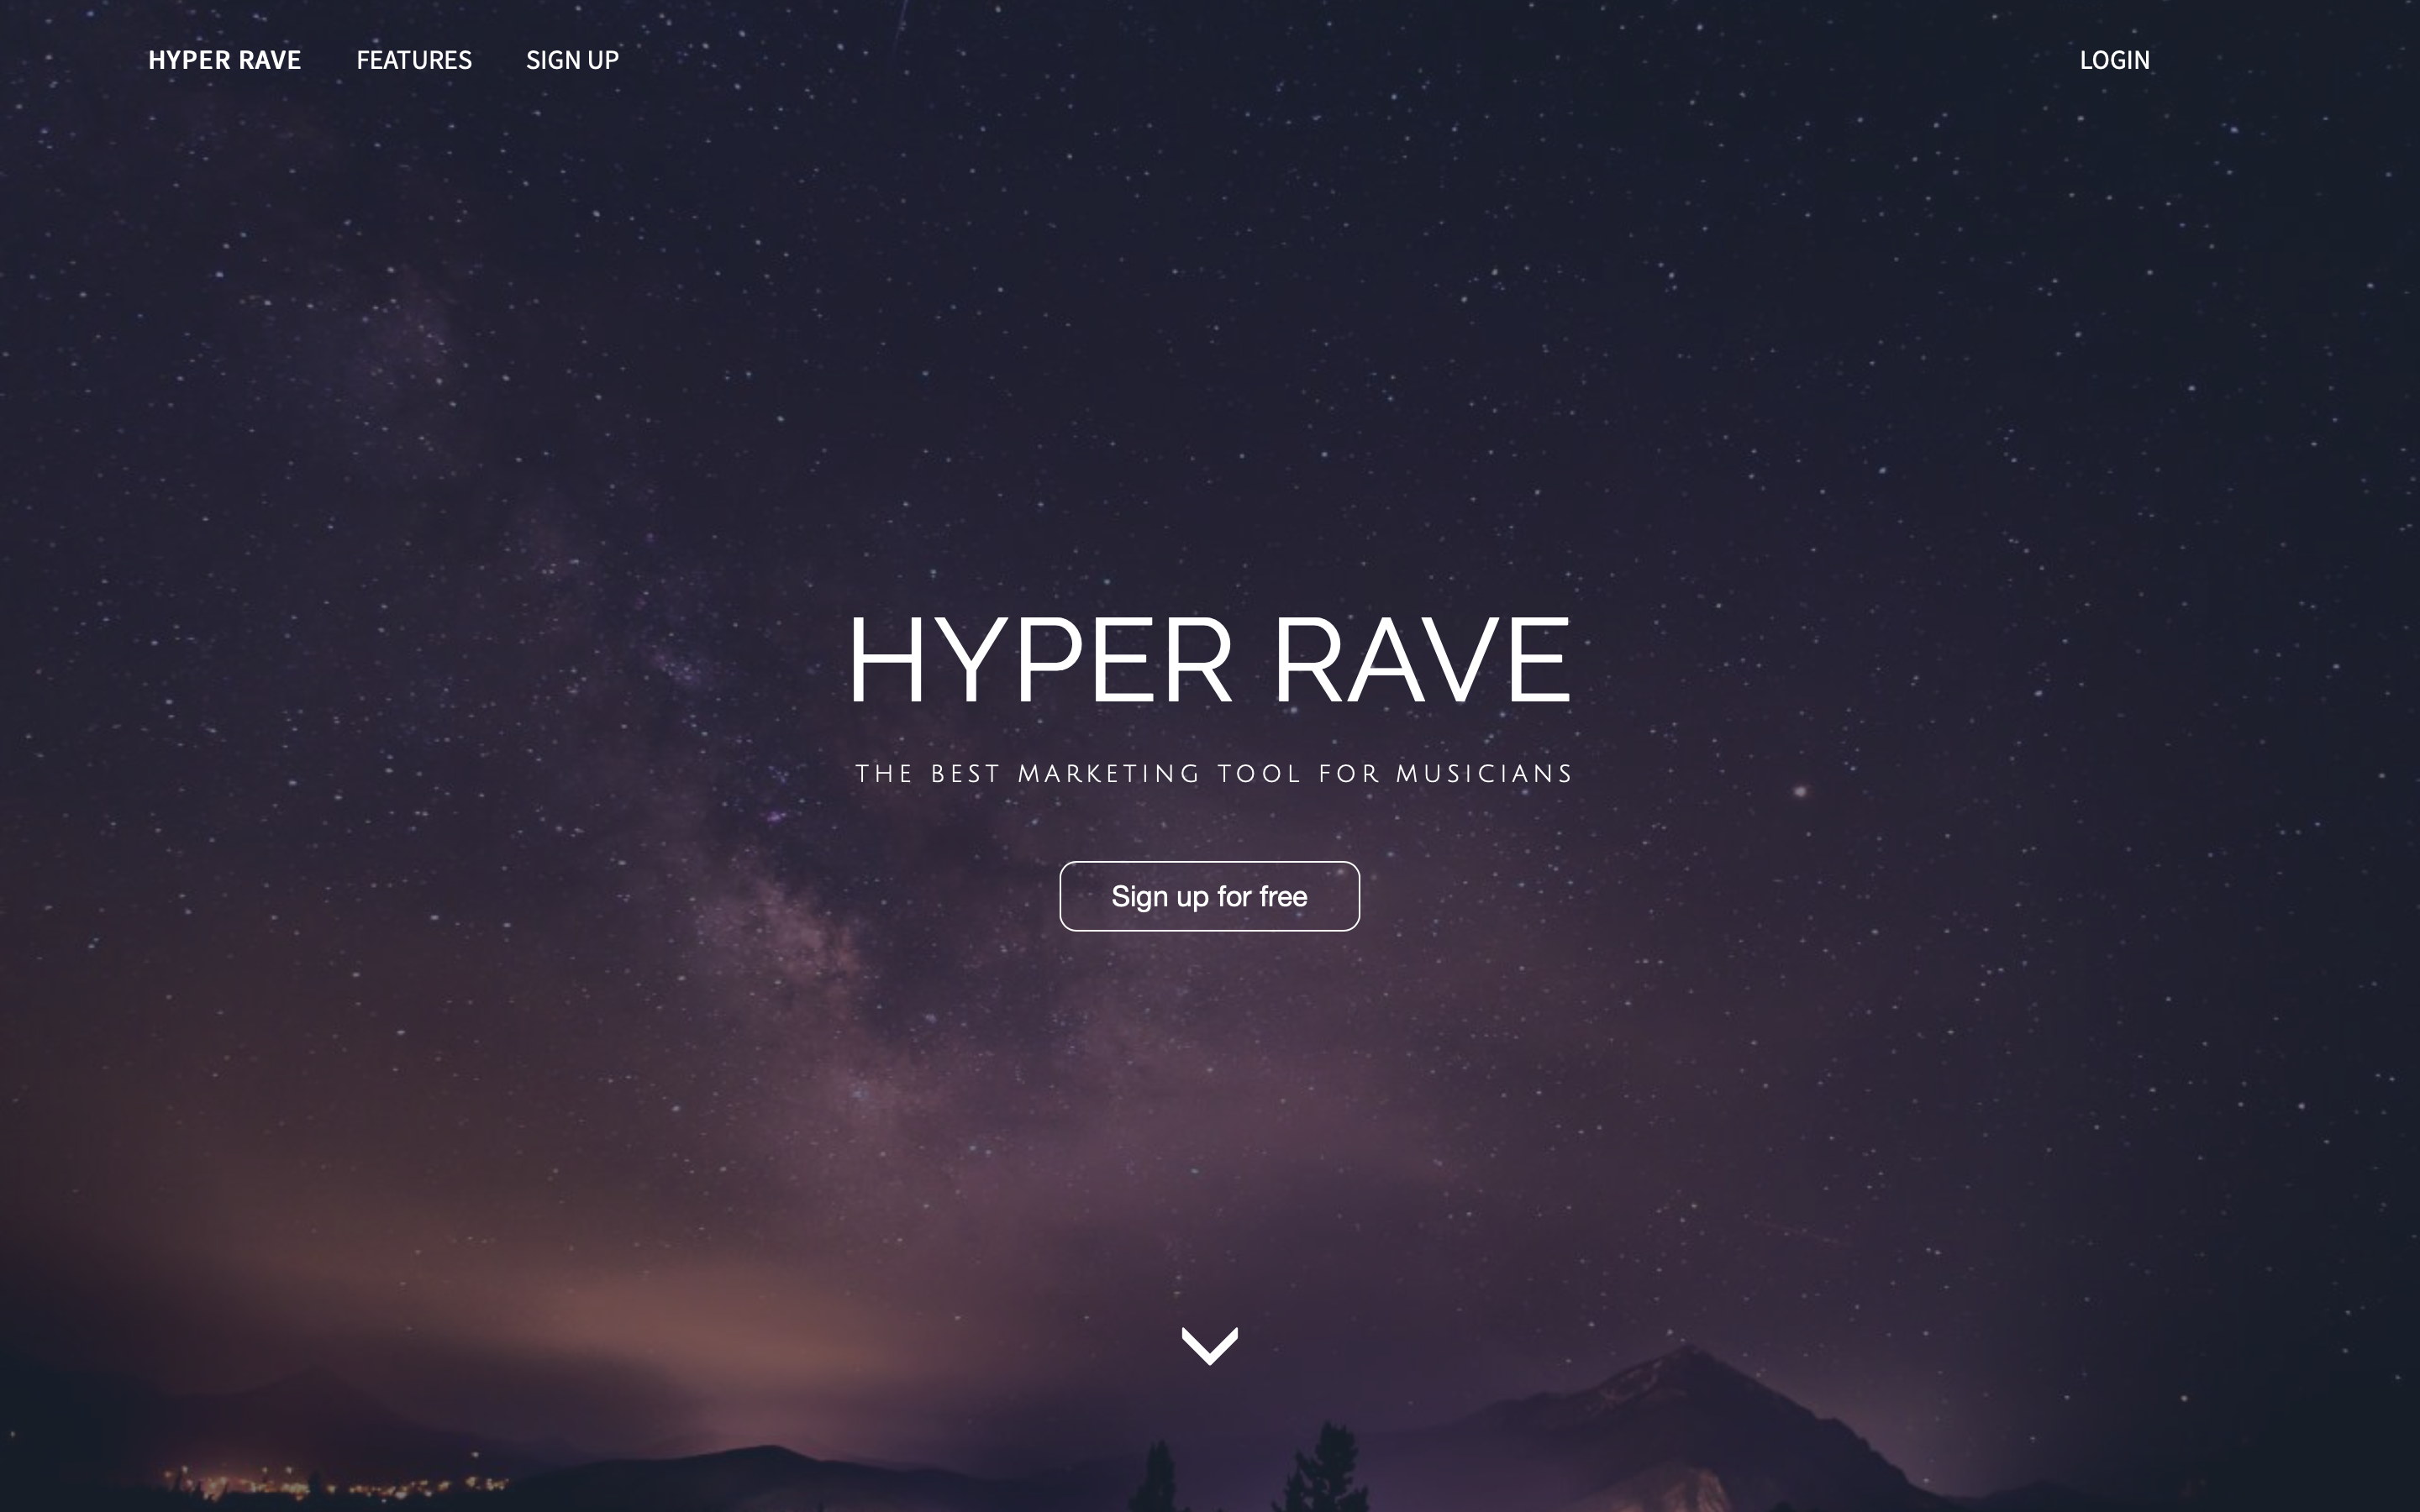 HYPER RAVE FEATURES SIGN UP LOGIN
HYPER RAVE
THE BEST MARKETING TOOL FOR MUSICIANS
Sign up for free